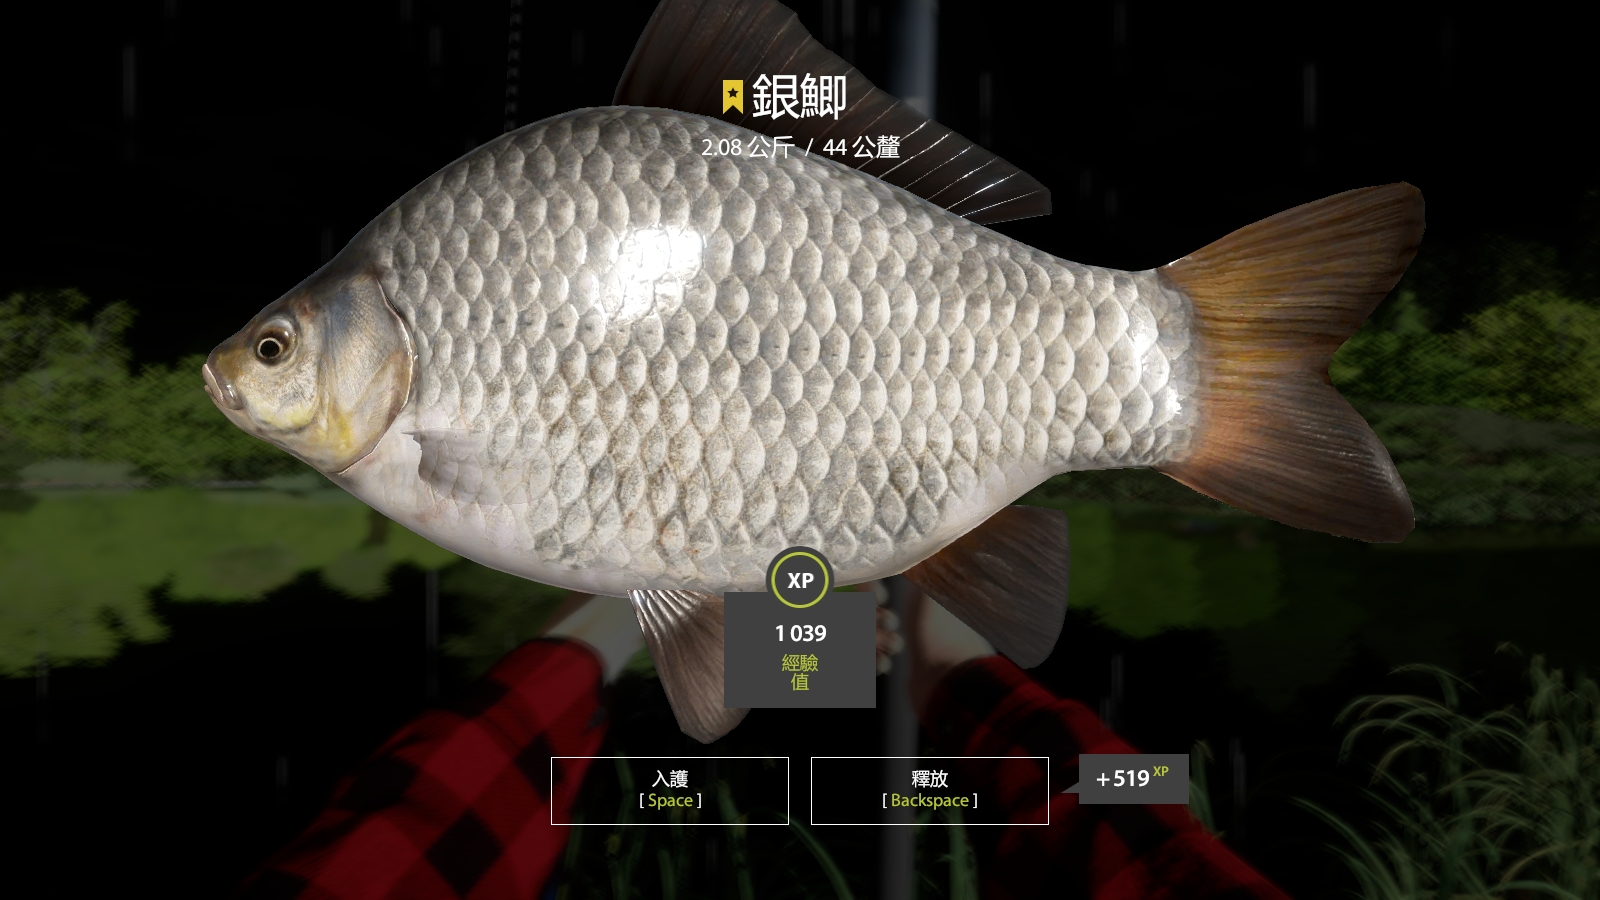 銀鯽
2.08 公斤 / 44 公釐
XP
1 039
經驗
值
入護
[ Space ]
釋放
[ Backspace ]
+519 XP